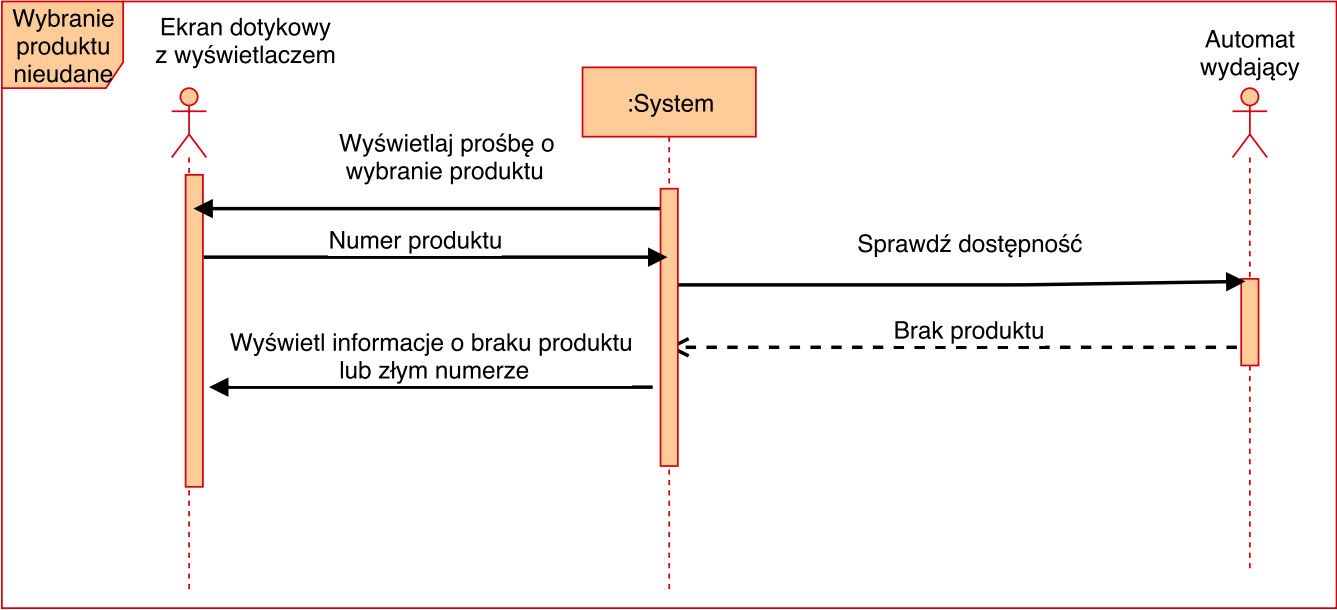 Wybranie
produktu
nieudane
Ekran dotykowy
z wyświetlaczem
Automat
wydający
:System
Wyświetlaj prośbę o
wybranie produktu
Numer produktu
Sprawdź dostępność
Brak produktu
Wyświetl informacje o braku produktu
lub złym numerze